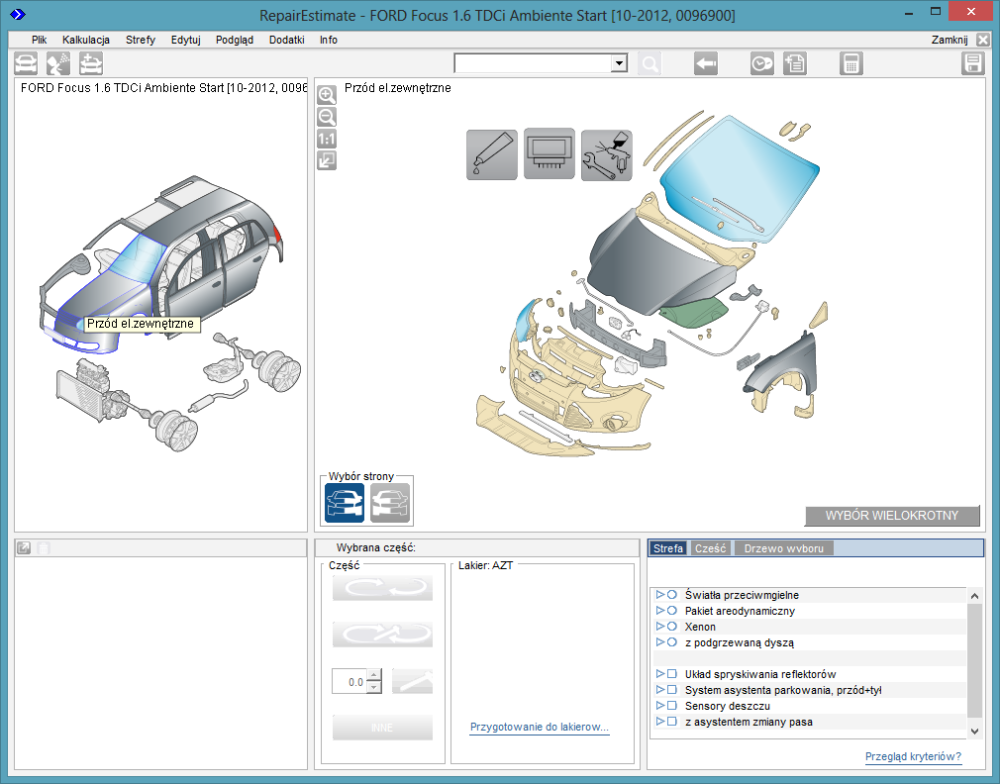 RepairEstimate - FORD Focus 1.6 TDCi Ambiente Start [10-2012, 0096900]
Plik Kalkulacja Strefy Edytuj Podgląd Dodatki Info Zamknij
FORD Focus 1.6 TDCi Ambiente Start [10-2012, 0096
Przód el.zewnętrzne
1:1
Przód el.zewnętrzne
Wybór strony
WYBÓR WIELOKROTNY
Wybrana część:
Część
Lakier: AZT
0.0
INNE
Przygotowanie do lakierow...
Strefa Część Drzewo wyboru
Światła przeciwmgielne
Pakiet areodynamiczny
Xenon
z podgrzewaną dyszą
Układ spryskiwania reflektorów
System asystenta parkowania, przód+tył
Sensory deszczu
z asystentem zmiany pasa
Przegląd kryteriów?